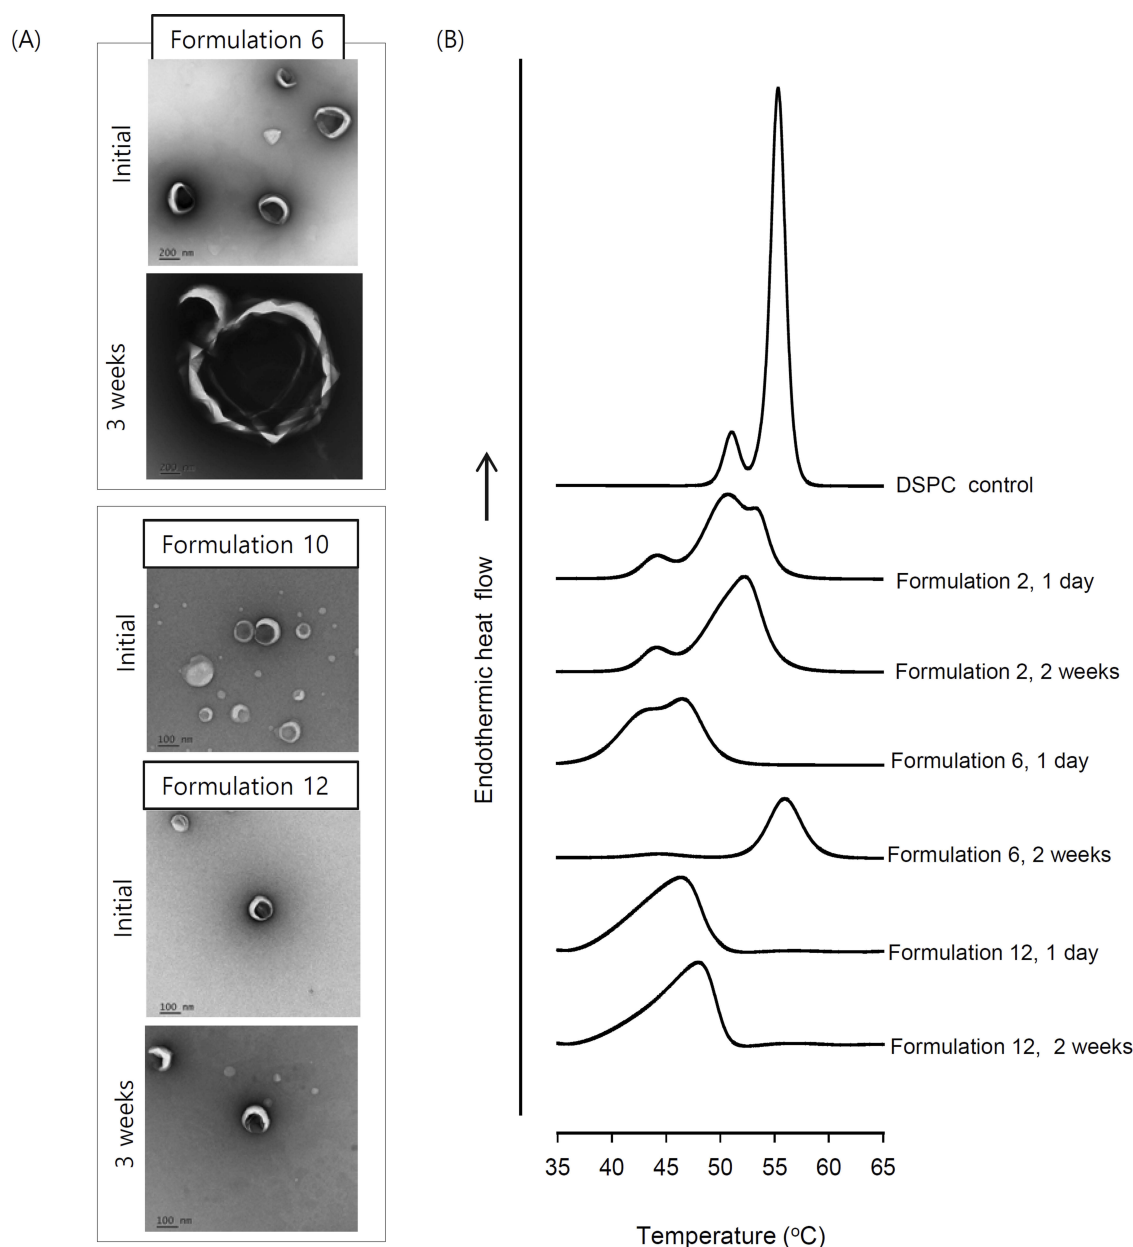 (A)
Formulation 6
Initial
200 nm
3 weeks
200 nm
Formulation 10
Initial
100 nm
Formulation 12
Initial
100 nm
3 weeks
100 nm
(B)
Endothermic heat flow
DSPC control
Formulation 2, 1 day
Formulation 2, 2 weeks
Formulation 6, 1 day
Formulation 6, 2 weeks
Formulation 12, 1 day
Formulation 12, 2 weeks
35 40 45 50 55 60 65
Temperature (°C)